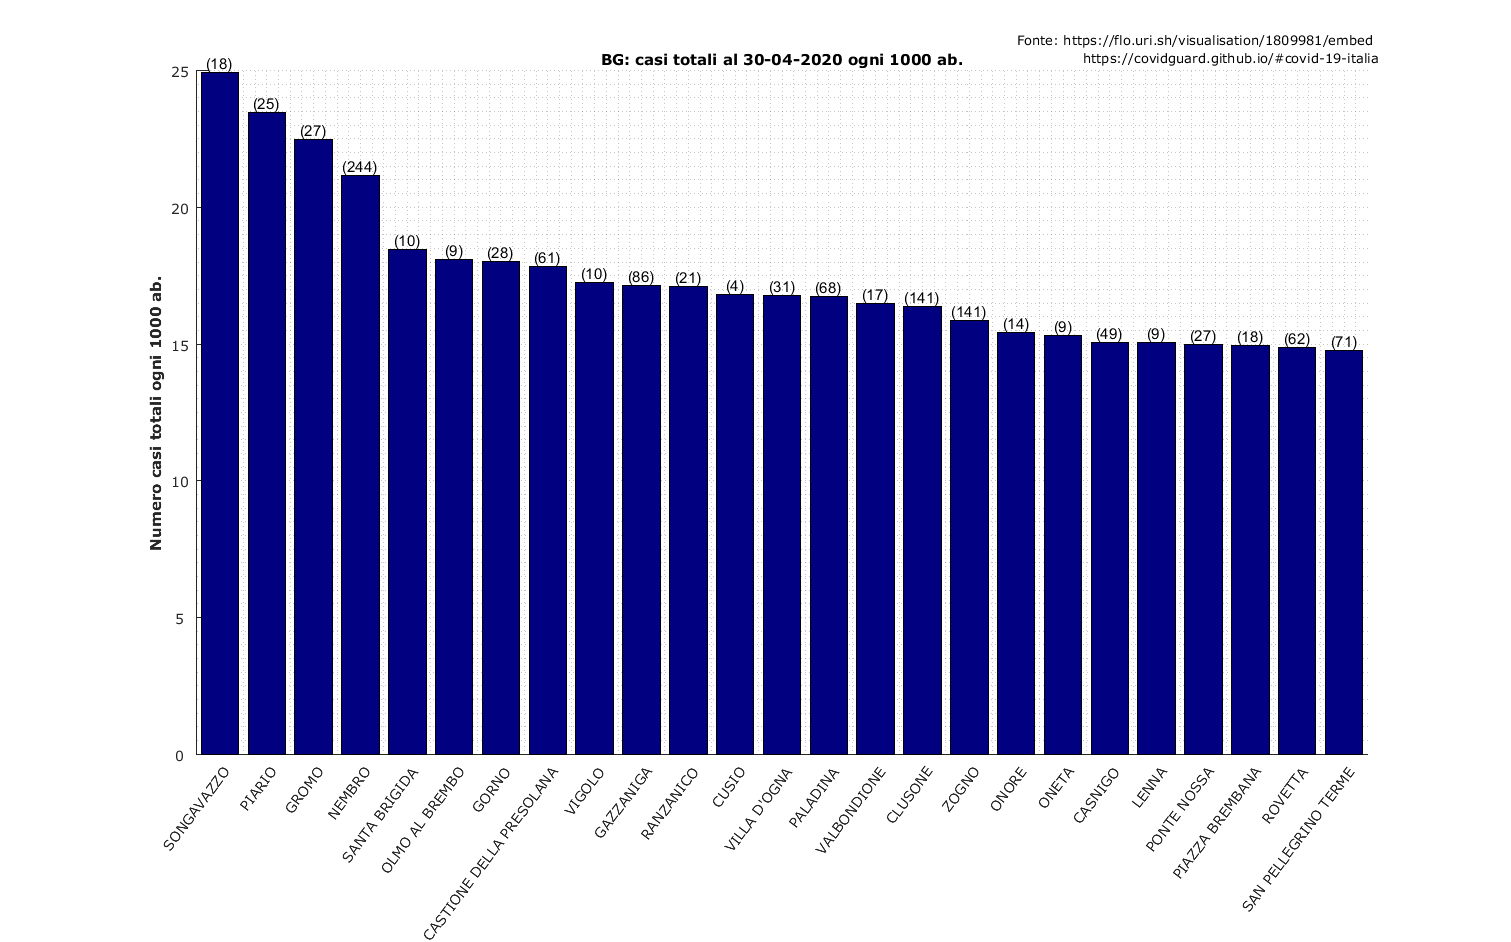 Fonte: https://flo.uri.sh/visualisation/1809981/embed
https://covidguard.github.io/#covid-19-italia
BG: casi totali al 30-04-2020 ogni 1000 ab.
Numero casi totali ogni 1000 ab.
25
20
15
10
5
0
(18)
(25)
(27)
(244)
(10)
(9)
(28)
(61)
(10)
(86)
(21)
(4)
(31)
(68)
(17)
(141)
(141)
(14)
(9)
(49)
(9)
(27)
(18)
(62)
(71)
SONGAVAZZO
PIARIO
GROMO
NEMBRO
SANTA BRIGIDA
OLMO AL BREMBO
GORNO
CASTIONE DELLA PRESOLANA
VIGOLO
GAZZANIGA
RANZANICO
CUSIO
VILLA D'OGNA
PALADINA
VALBONDIONE
CLUSONE
ZOGNO
ONORE
ONETA
CASNIGO
LENNA
PONTE NOSSA
PIAZZA BREMBANA
ROVETTA
SAN PELLEGRINO TERME